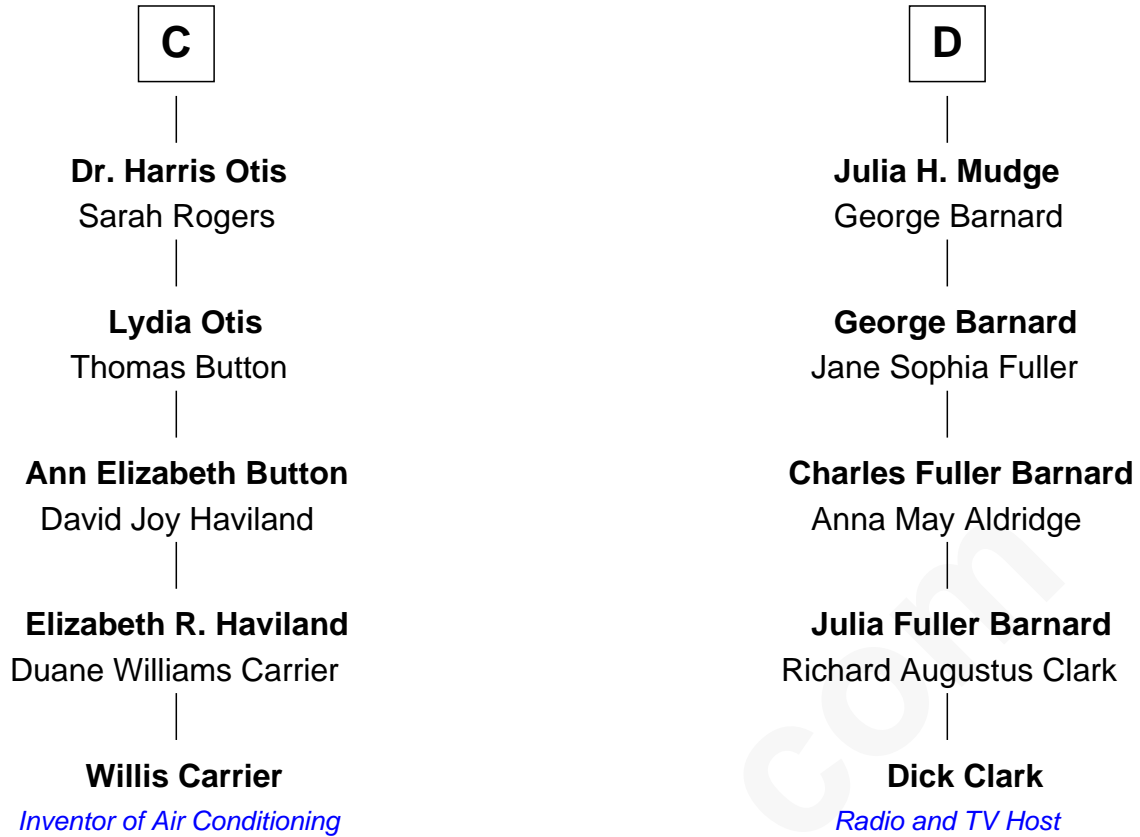 C
Dr. Harris Otis
Sarah Rogers
Lydia Otis
Thomas Button
Ann Elizabeth Button
David Joy Haviland
Elizabeth R. Haviland
Duane Williams Carrier
Willis Carrier
Inventor of Air Conditioning
D
Julia H. Mudge
George Barnard
George Barnard
Jane Sophia Fuller
Charles Fuller Barnard
Anna May Aldridge
Julia Fuller Barnard
Richard Augustus Clark
Dick Clark
Radio and TV Host
com